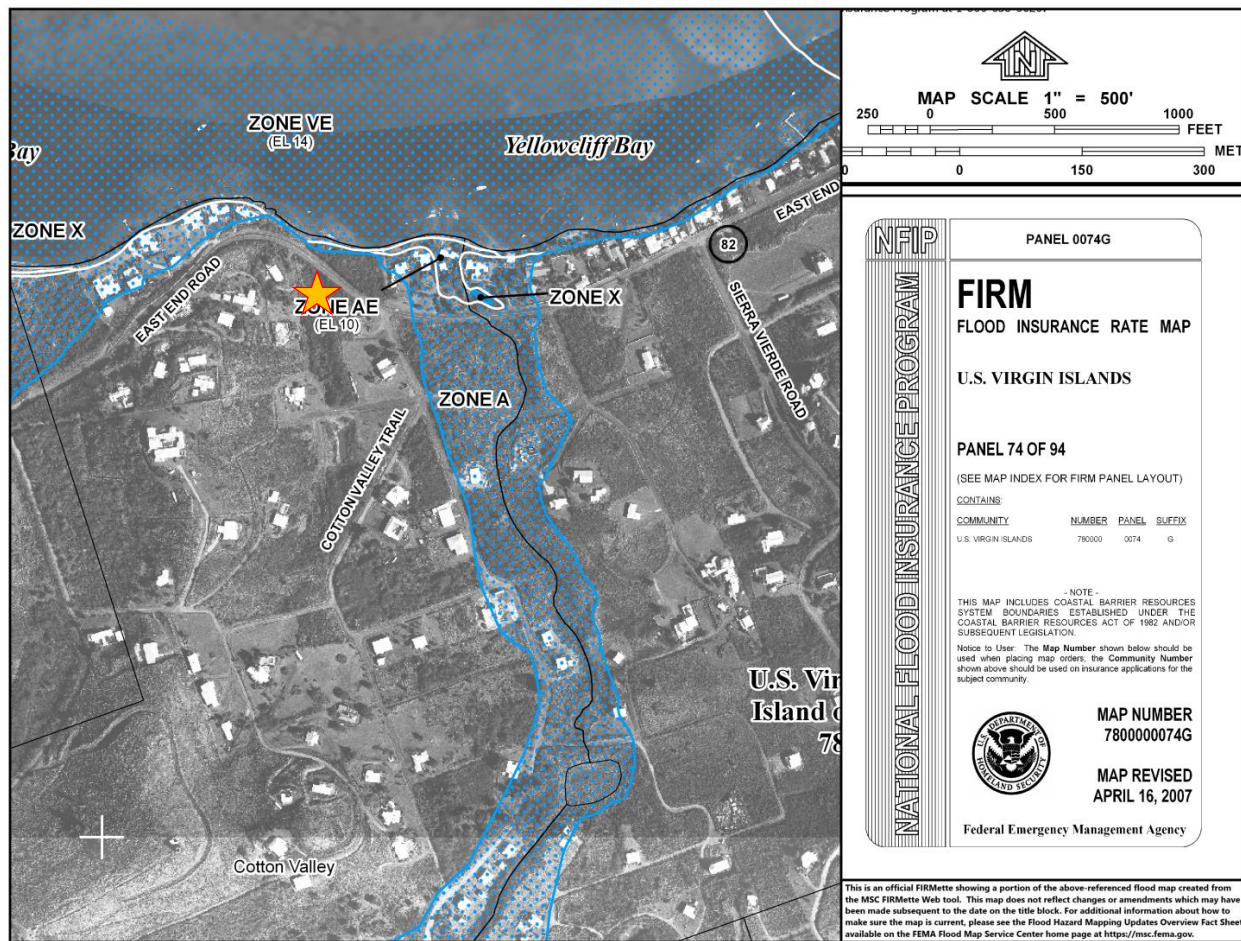 ZONE VE
(EL 14)
Yellowcliff Bay
Bay
ZONE X
EAST END
82
EAST END ROAD
ZONE AE
(EL 10)
ZONE X
SIERRA VIERDE ROAD
ZONE A
COTTON VALLEY TRAIL
U.S. Vir
Island o
78
Cotton Valley
MAP SCALE 1" = 500'
250 0 500 1000
FEET
MET
0 150 300
NFIP
NATIONAL FLOOD INSURANCE PROGRAM
PANEL 0074G
FIRM
FLOOD INSURANCE RATE MAP
U.S. VIRGIN ISLANDS
PANEL 74 OF 94
(SEE MAP INDEX FOR FIRM PANEL LAYOUT)
CONTAINS:
COMMUNITY NUMBER PANEL SUFFIX
U.S. VIRGIN ISLANDS 780000 0074 G
- NOTE -
THIS MAP INCLUDES COASTAL BARRIER RESOURCES
SYSTEM BOUNDARIES ESTABLISHED UNDER THE
COASTAL BARRIER RESOURCES ACT OF 1982 AND/OR
SUBSEQUENT LEGISLATION.
Notice to User: The Map Number shown below should be
used when placing map orders; the Community Number
shown above should be used on insurance applications for the
subject community.
U.S. DEPARTMENT OF
HOMELAND SECURITY
MAP NUMBER
7800000074G
MAP REVISED
APRIL 16, 2007
Federal Emergency Management Agency
This is an official FIRMette showing a portion of the above-referenced flood map created from
the MSC FIRMette Web tool. This map does not reflect changes or amendments which may have
been made subsequent to the date on the title block. For additional information about how to
make sure the map is current, please see the Flood Hazard Mapping Updates Overview Fact Sheet
available on the FEMA Flood Map Service Center home page at https://msc.fema.gov.